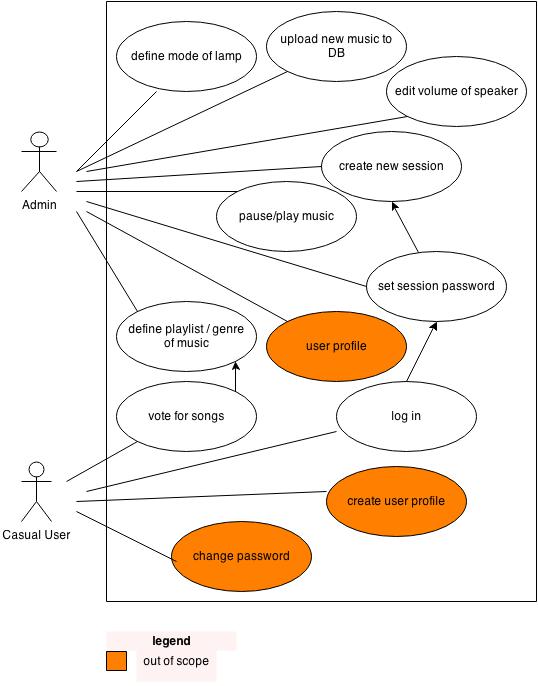 define mode of lamp
upload new music to
DB
edit volume of speaker
create new session
Admin
pause/play music
set session password
define playlist / genre
of music
user profile
vote for songs
log in
create user profile
Casual User
change password
legend
out of scope